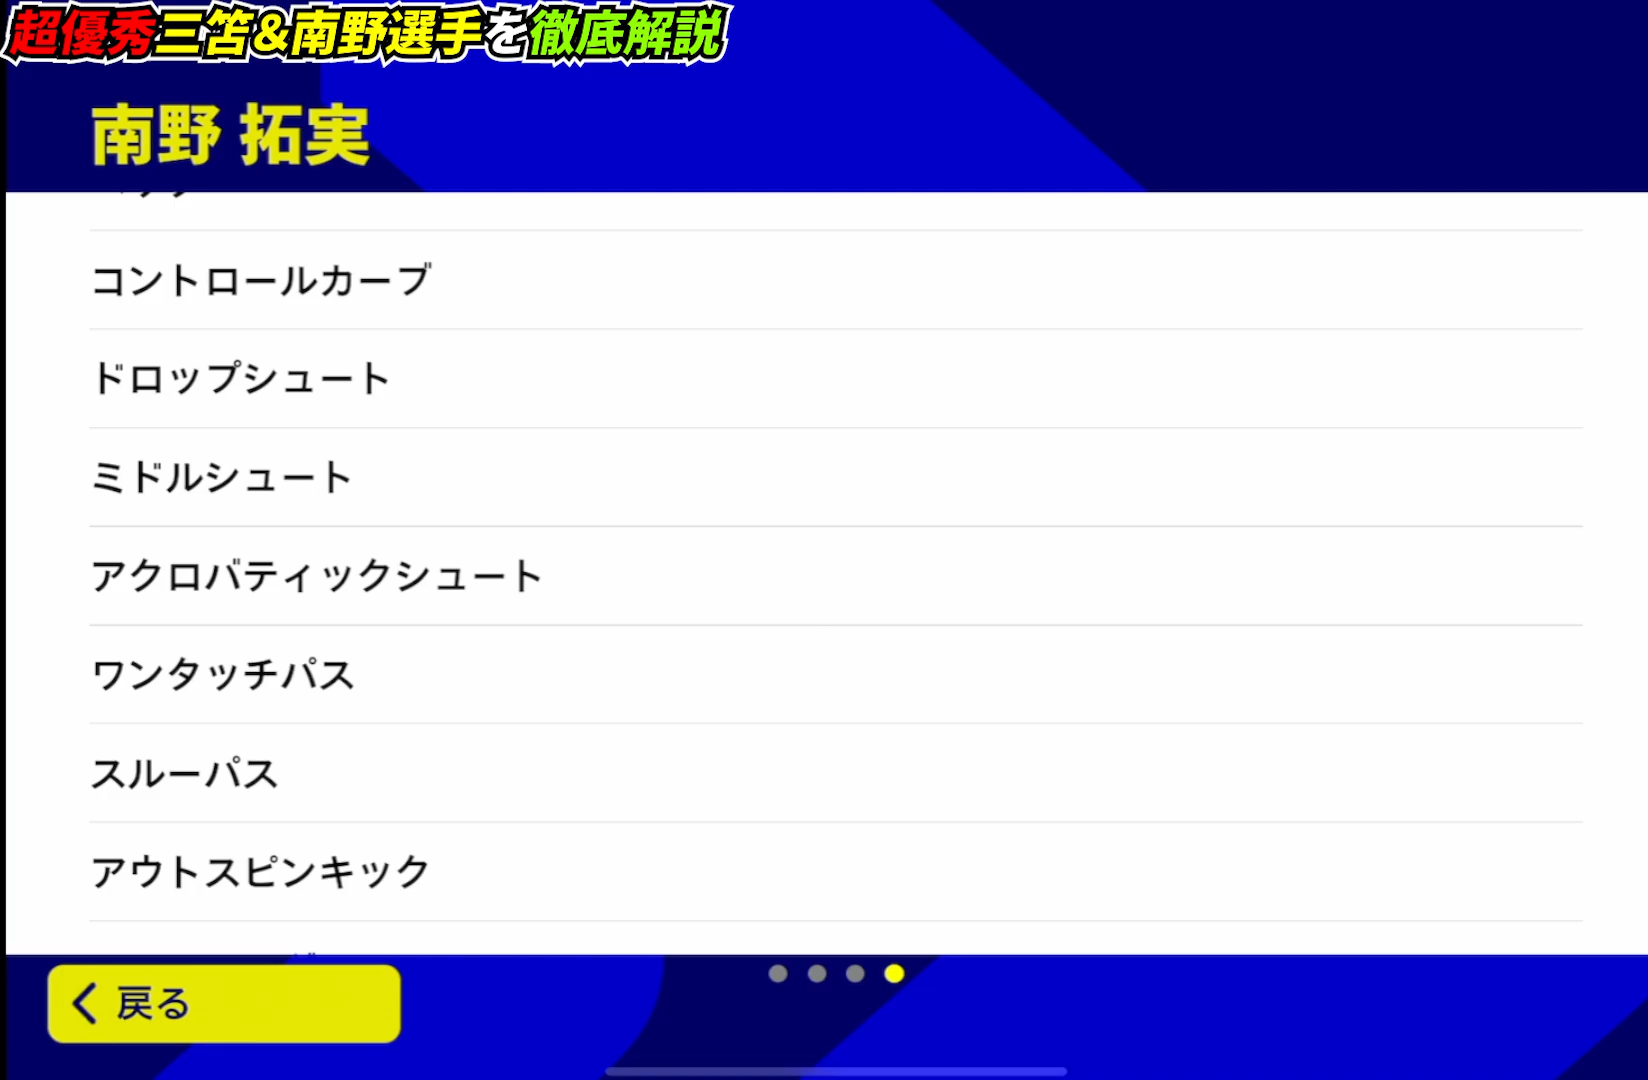 超優秀三笘&南野選手を徹底解説
南野 拓実
コントロールカーブ
ドロップシュート
ミドルシュート
アクロバティックシュート
ワンタッチパス
スルーパス
アウトスピンキック
戻る